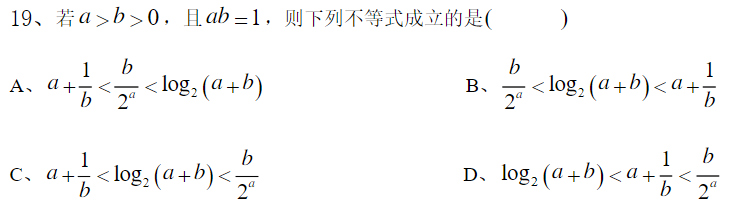 19、若 a>b>0，且 ab=1，则下列不等式成立的是(    )
A、 a+1/b<b/2^a<log₂(a+b)    B、 b/2^a<log₂(a+b)<a+1/b
C、 a+1/b<log₂(a+b)<b/2^a    D、 log₂(a+b)<a+1/b<b/2^a